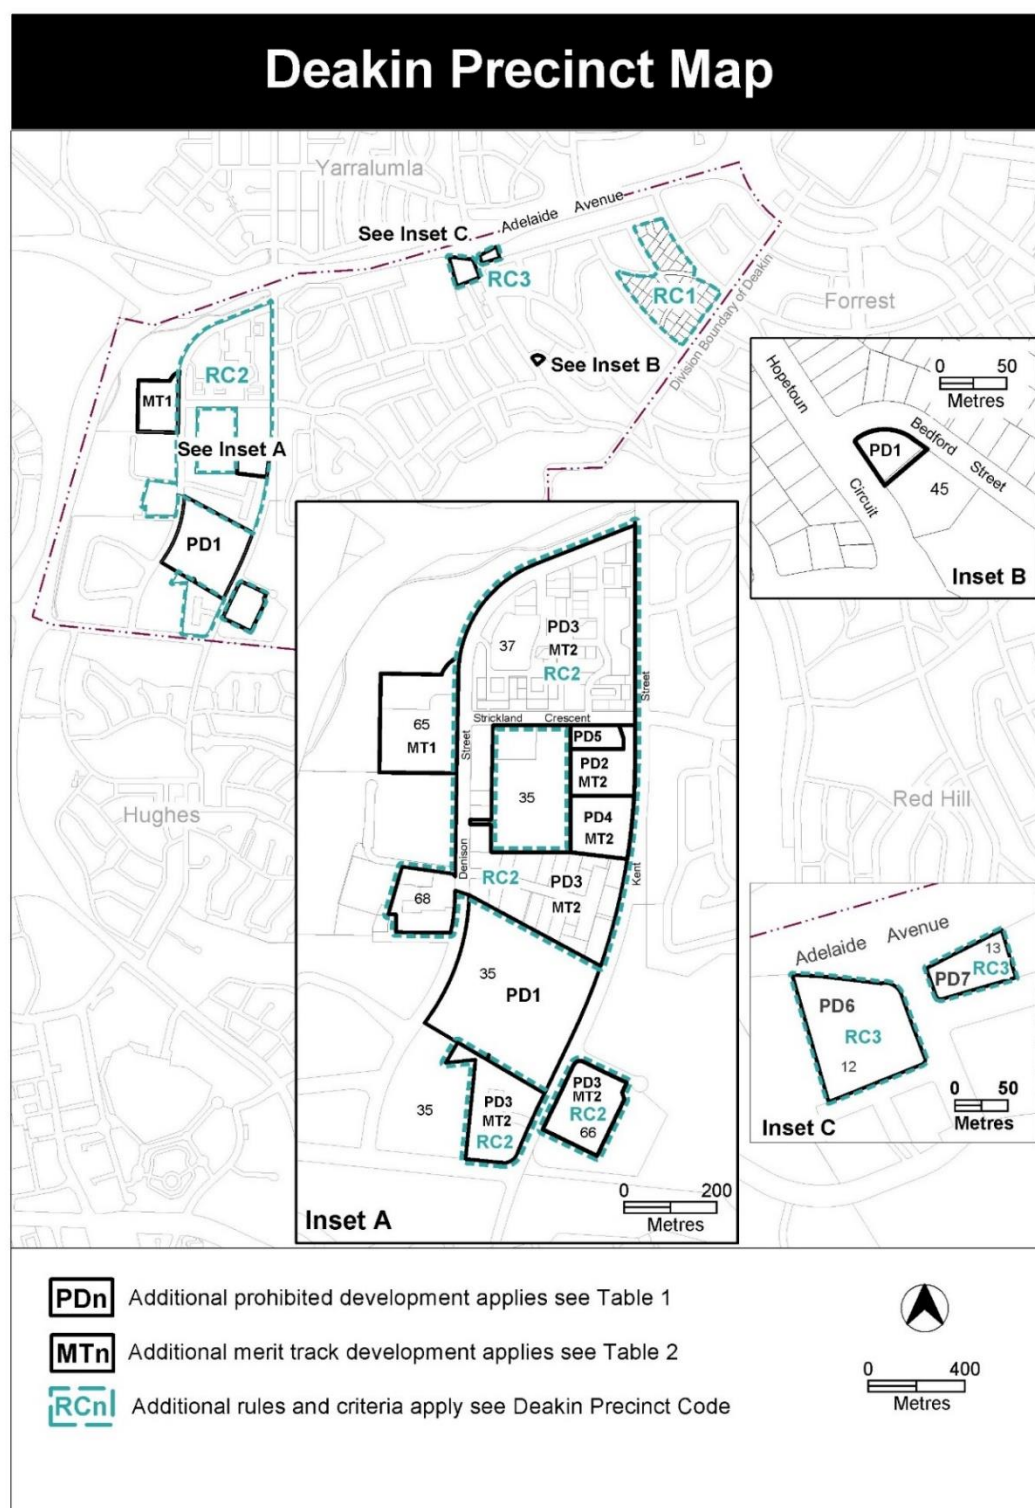 Deakin Precinct Map
Yarralumla
Adelaide Avenue
See Inset C
RC3
RC1
Division Boundary of Deakin
Forrest
See Inset B
RC2
MT1
See Inset A
PD1
Hughes
Red Hill
0 50
Metres
Hopetoun
Circuit
Bedford
Street
PD1
45
Inset B
PD3
37
MT2
RC2
Street
Strickland Crescent
65
MT1
Street
PD5
PD2
MT2
35
PD4
MT2
Denison
Kent
RC2
PD3
MT2
68
35
PD1
PD3
MT2
RC2
66
35
PD3
MT2
RC2
0 200
Metres
Inset A
Adelaide Avenue
13
PD7
RC3
PD6
RC3
12
0 50
Metres
Inset C
PDn Additional prohibited development applies see Table 1
MTn Additional merit track development applies see Table 2
RCn Additional rules and criteria apply see Deakin Precinct Code
0 400
Metres